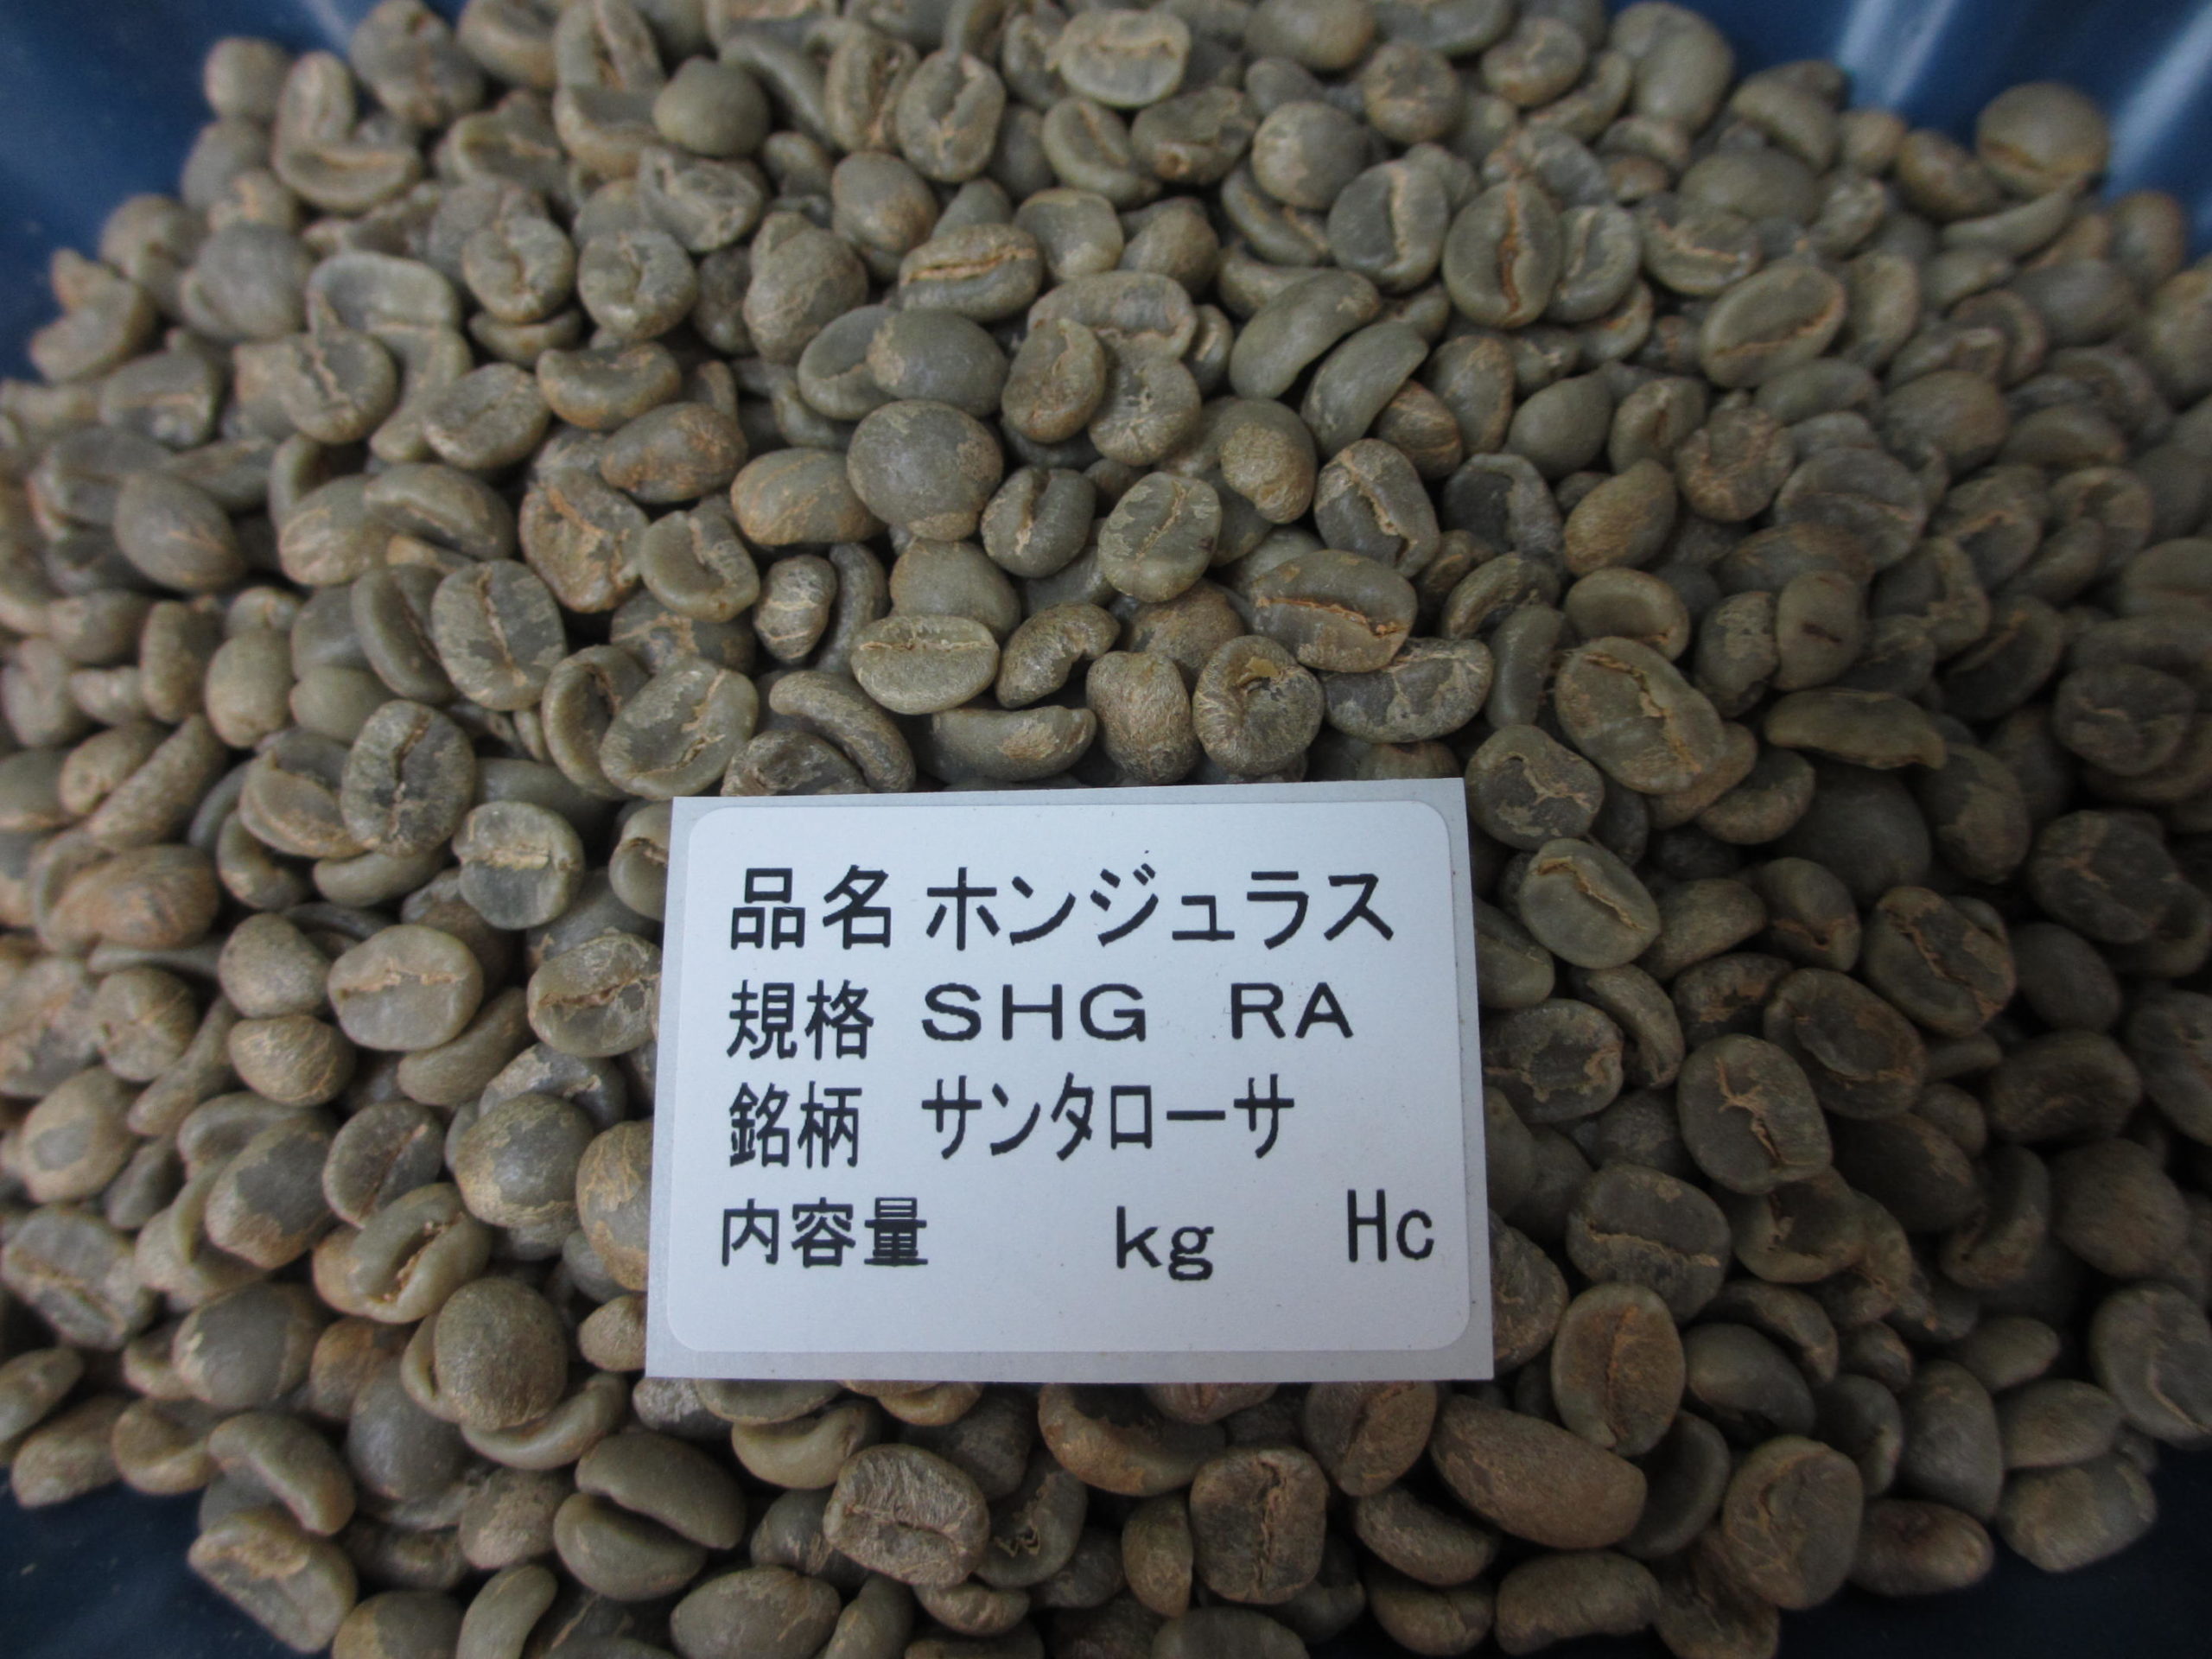 品名 ホンジュラス
規格 SHG RA
銘柄 サンタローサ
内容量 kg Hc